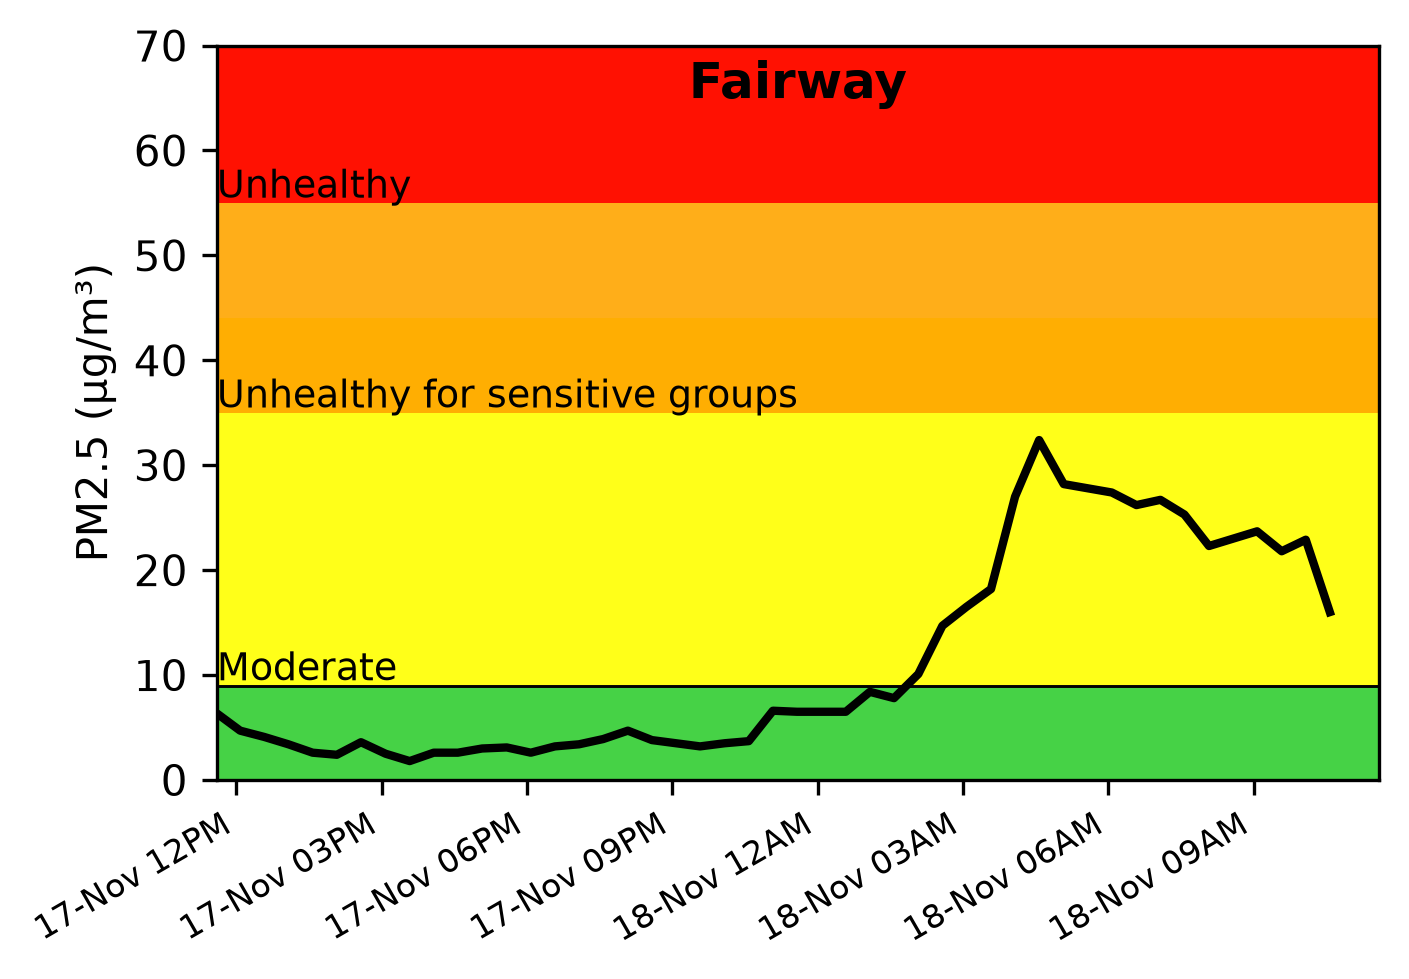 Fairway
70
60
50
40
30
20
10
0
PM2.5 (µg/m³)
Unhealthy
Unhealthy for sensitive groups
Moderate
17-Nov 12PM
17-Nov 03PM
17-Nov 06PM
17-Nov 09PM
18-Nov 12AM
18-Nov 03AM
18-Nov 06AM
18-Nov 09AM